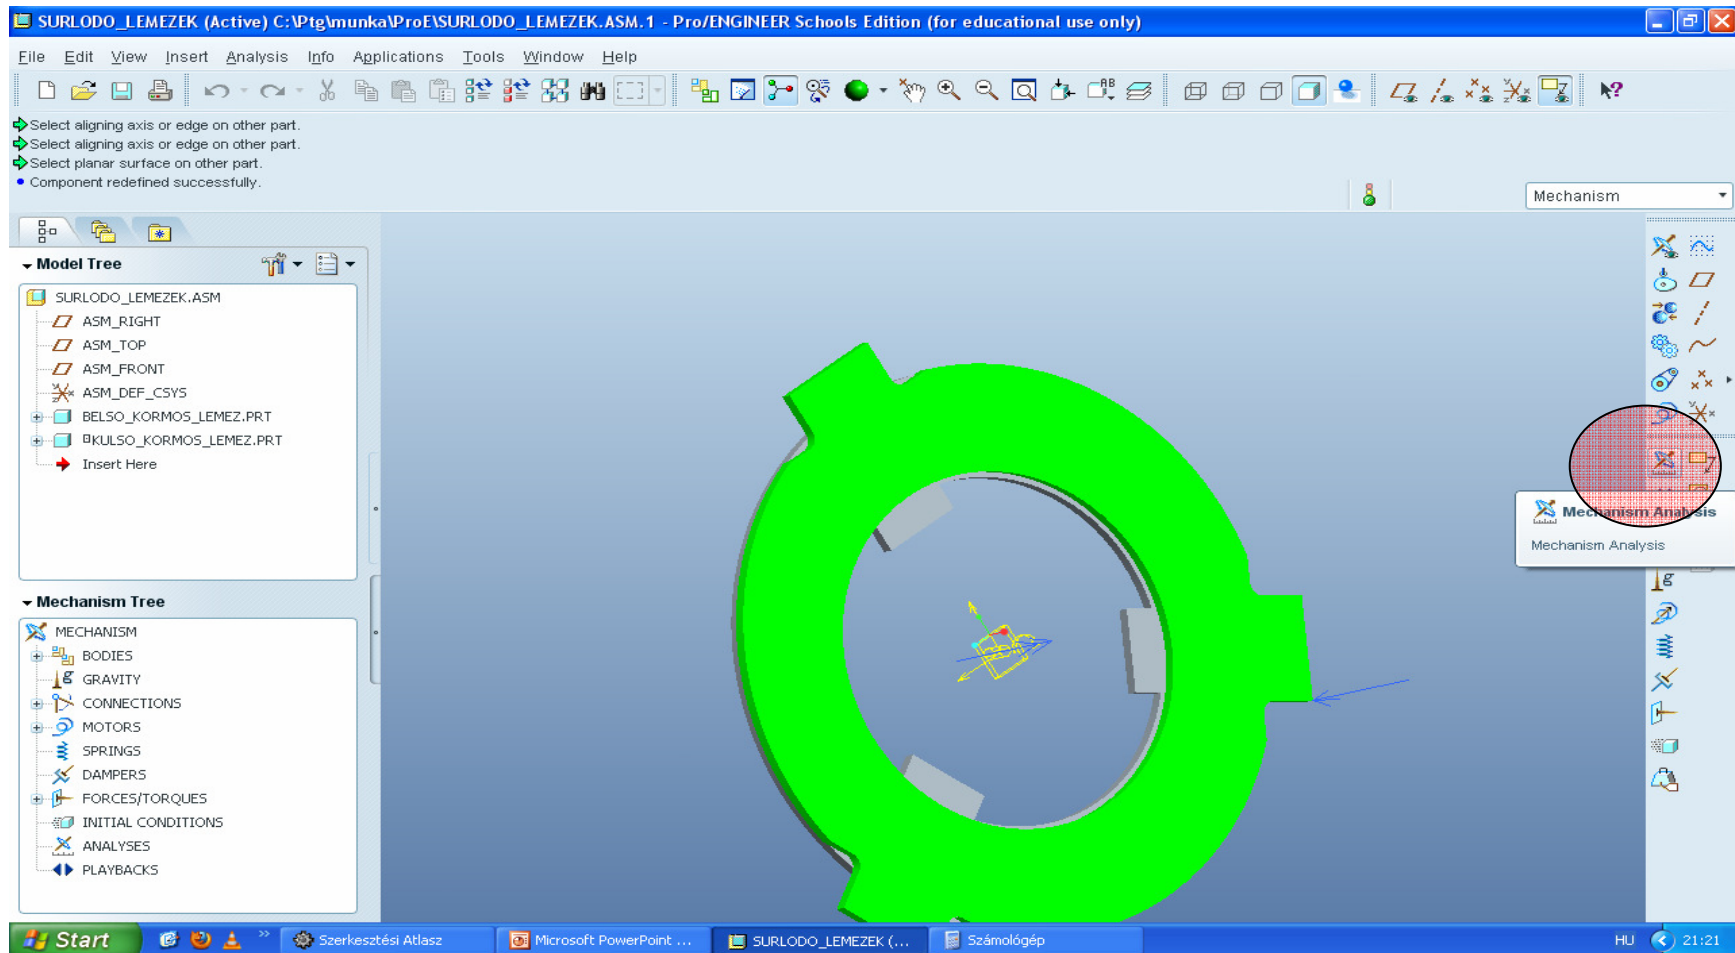 SURLODO_LEMEZEK (Active) C:\Ptg\munka\ProE\SURLODO_LEMEZEK.ASM.1 - Pro/ENGINEER Schools Edition (for educational use only)
File Edit View Insert Analysis Info Applications Tools Window Help
Select aligning axis or edge on other part.
Select aligning axis or edge on other part.
Select planar surface on other part.
Component redefined successfully.
Mechanism
Model Tree
SURLODO_LEMEZEK.ASM
ASM_RIGHT
ASM_TOP
ASM_FRONT
ASM_DEF_CSYS
BELSO_KORMOS_LEMEZ.PRT
KULSO_KORMOS_LEMEZ.PRT
Insert Here
Mechanism Analysis
Mechanism Analysis
Mechanism Tree
MECHANISM
BODIES
GRAVITY
CONNECTIONS
MOTORS
SPRINGS
DAMPERS
FORCES/TORQUES
INITIAL CONDITIONS
ANALYSES
PLAYBACKS
Start
Szerkesztési Atlasz
Microsoft PowerPoint ...
SURLODO_LEMEZEK (...
Számológép
HU
21:21